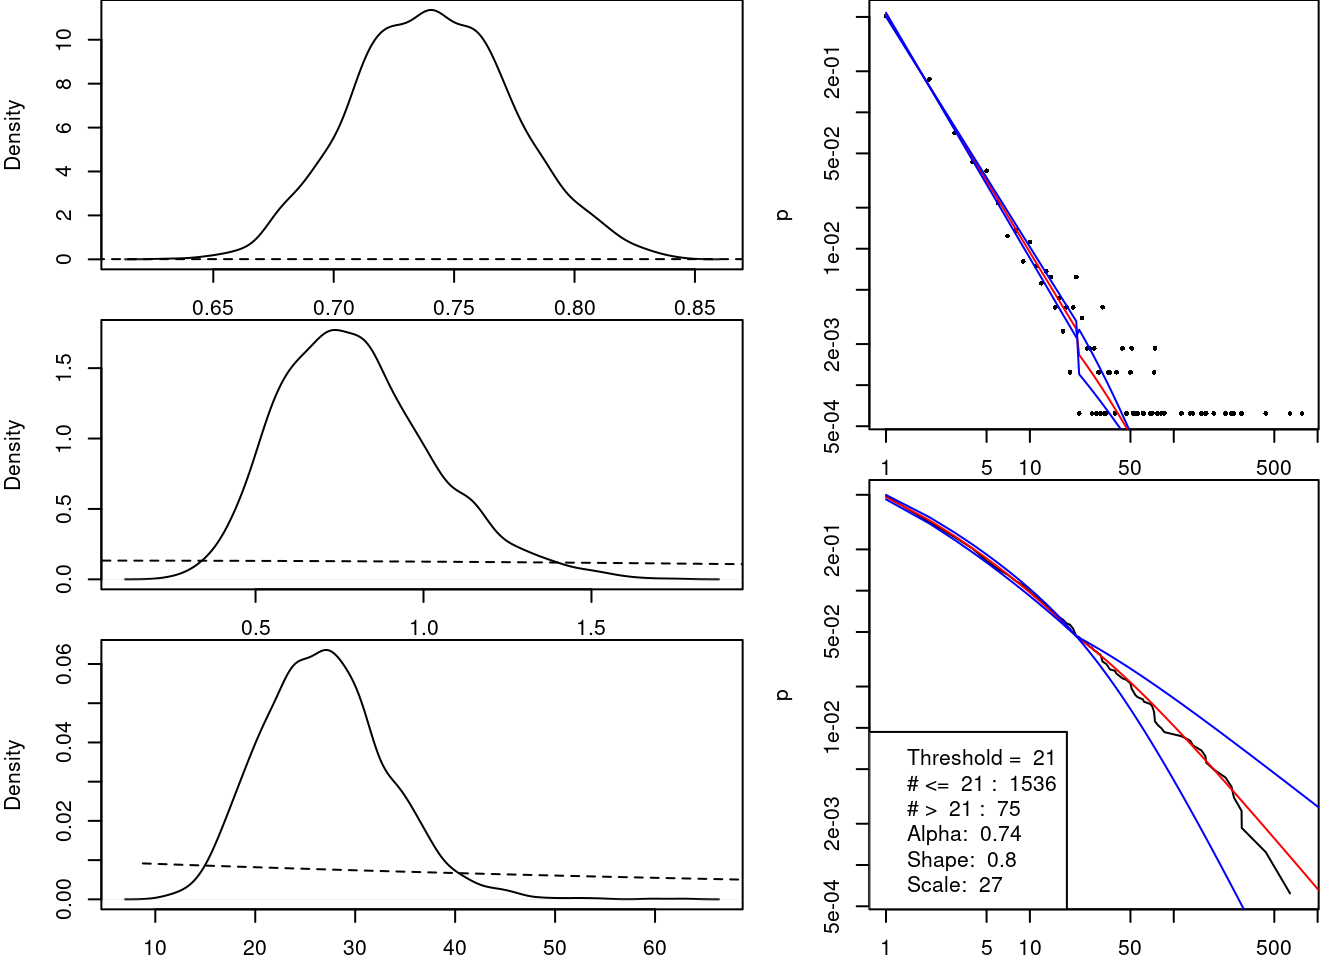 Density
0 2 4 6 8 10
0.65 0.70 0.75 0.80 0.85
Density
0.0 0.5 1.0 1.5
0.5 1.0 1.5
Density
0.00 0.02 0.04 0.06
10 20 30 40 50 60
p
5e-04 2e-03 1e-02 5e-02 2e-01
1 5 10 50 500
p
5e-04 2e-03 1e-02 5e-02 2e-01
Threshold = 21
# <= 21 : 1536
# > 21 : 75
Alpha: 0.74
Shape: 0.8
Scale: 27
1 5 10 50 500